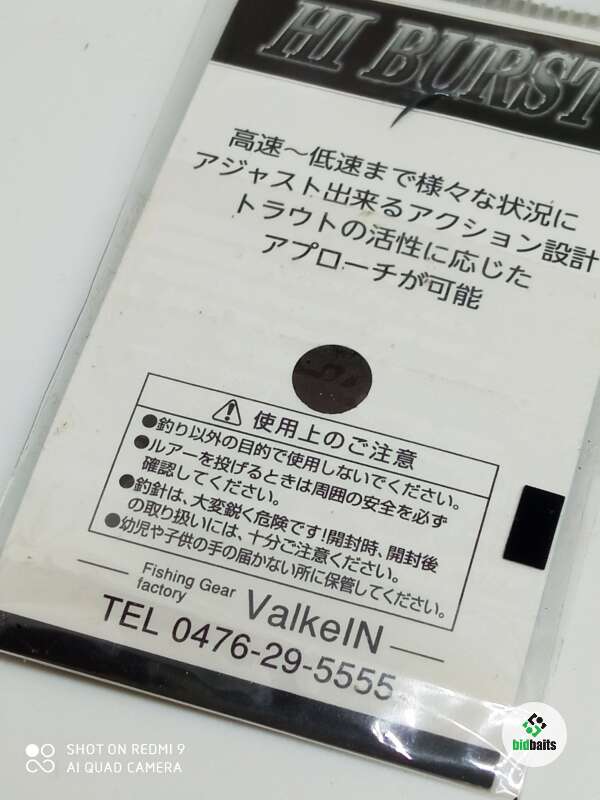 HI BURST
高速～低速まで様々な状況に
アジャスト出来るアクション設計
トラウトの活性に応じた
アプローチが可能
⚠ 使用上のご注意
●釣り以外の目的で使用しないでください。
●ルアーを投げるときは周囲の安全を必ず
確認してください。
●釣針は、大変鋭く危険です!開封時、開封後
の取り扱いには、十分ご注意ください。
●幼児や子供の手の届かない所に保管してください。
Fishing Gear
factory
ValkeIN
TEL 0476-29-5555
SHOT ON REDMI 9
AI QUAD CAMERA
bidbaits